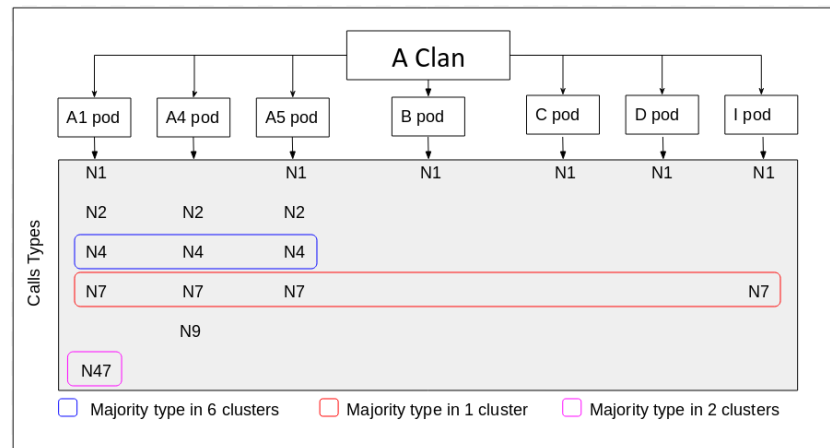 A Clan
A1 pod A4 pod A5 pod B pod C pod D pod I pod
Calls Types
N1 N1 N1 N1 N1 N1
N2 N2 N2
N4 N4 N4
N7 N7 N7 N7
N9
N47
Majority type in 6 clusters Majority type in 1 cluster Majority type in 2 clusters